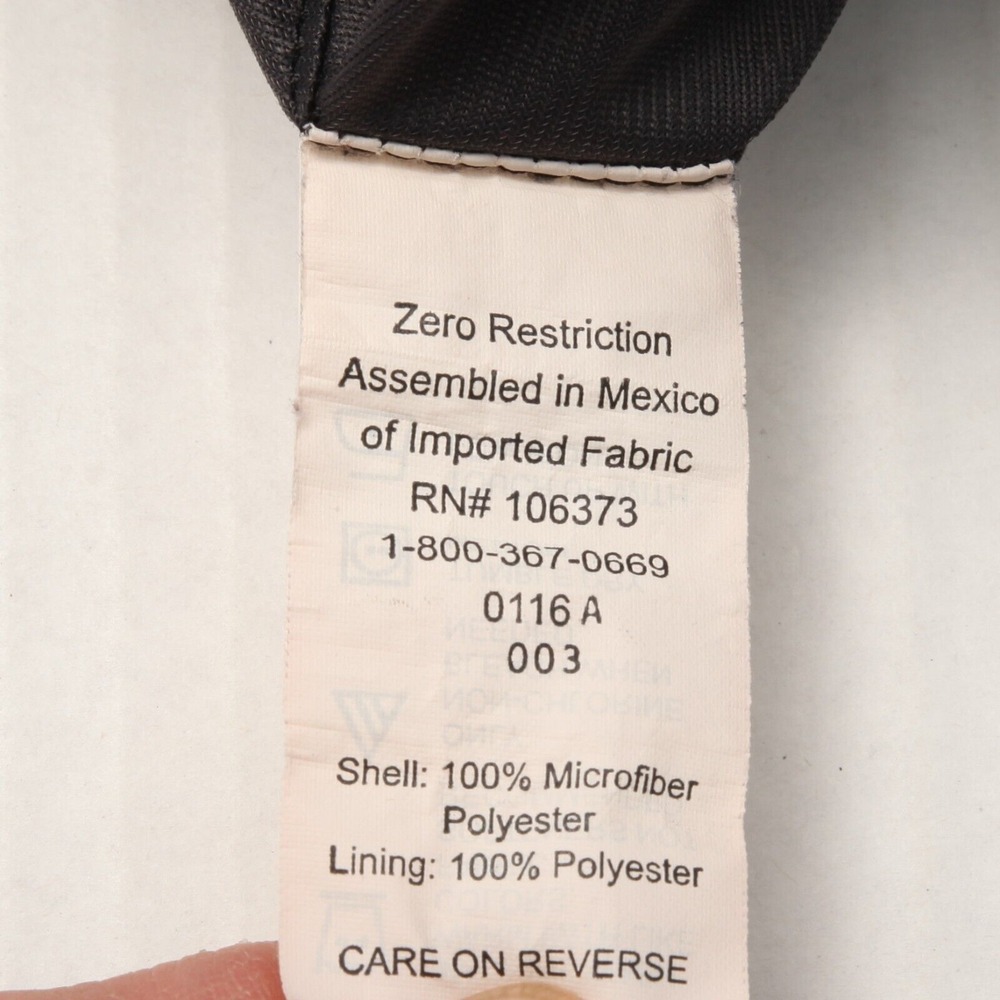 Zero Restriction
Assembled in Mexico
of Imported Fabric
RN# 106373
1-800-367-0669
0116 A
003
Shell: 100% Microfiber
Polyester
Lining: 100% Polyester
CARE ON REVERSE